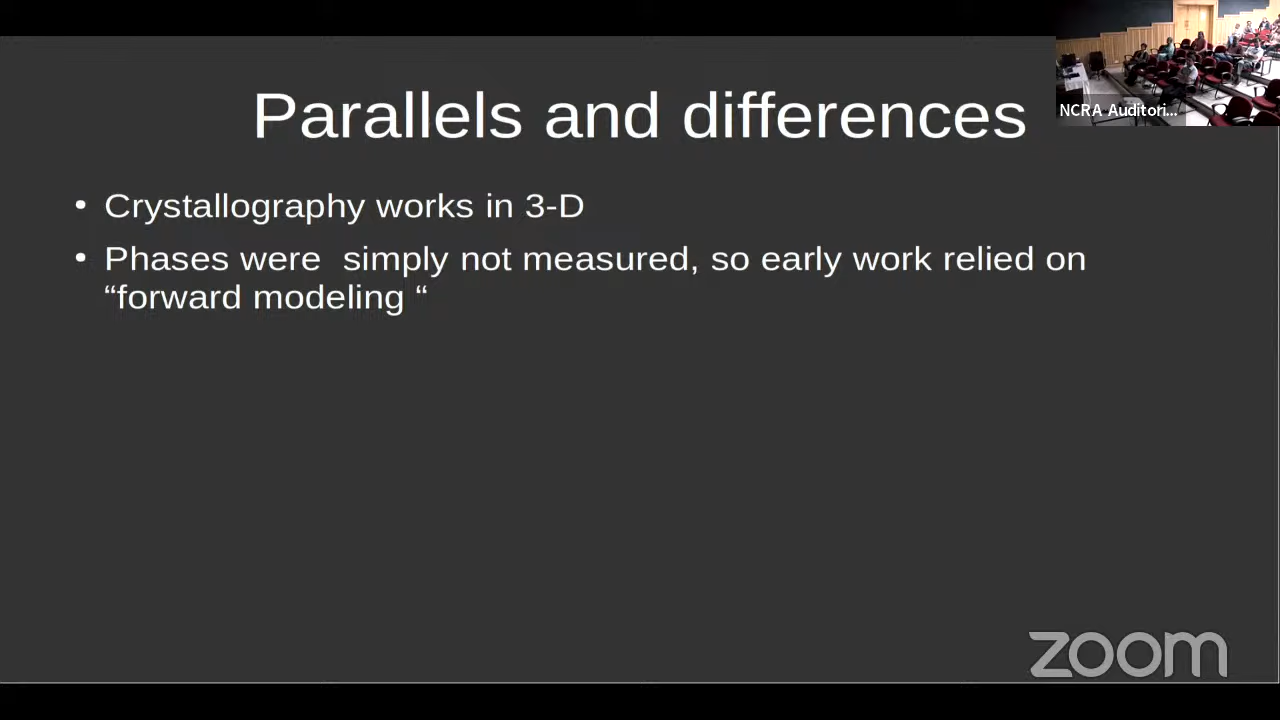 Parallels and differences
NCRA Auditori...
• Crystallography works in 3-D
• Phases were  simply not measured, so early work relied on
“forward modeling “
zoom